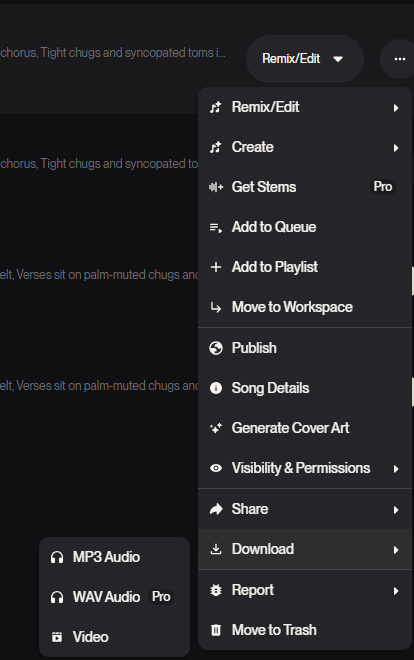 chorus, Tight chugs and syncopated toms i...
Remix/Edit
Remix/Edit
chorus, Tight chugs and syncopated to
Create
Get Stems Pro
Add to Queue
elt, Verses sit on palm-muted chugs and
Add to Playlist
Move to Workspace
Publish
elt, Verses sit on palm-muted chugs and
Song Details
Generate Cover Art
Visibility & Permissions
Share
Download
MP3 Audio
WAV Audio Pro
Video
Report
Move to Trash